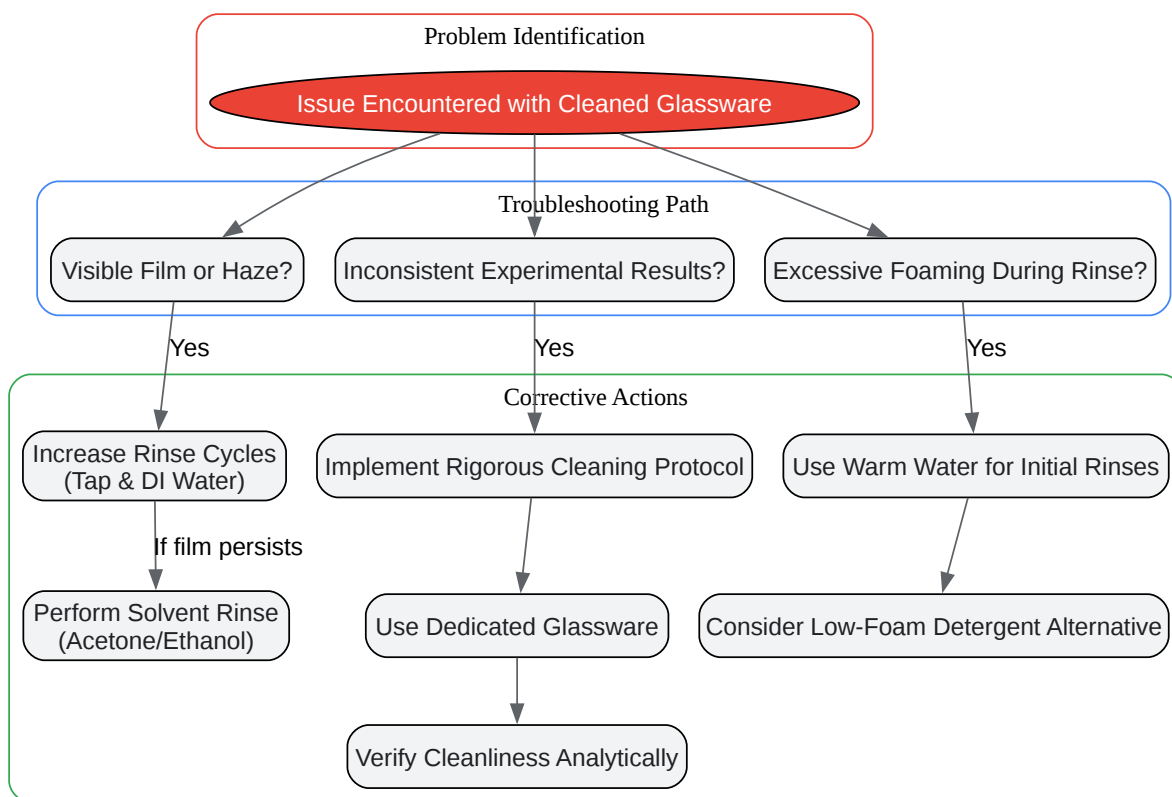 Problem Identification
Issue Encountered with Cleaned Glassware
Troubleshooting Path
Visible Film or Haze?
Inconsistent Experimental Results?
Excessive Foaming During Rinse?
Yes
Yes
Yes
Corrective Actions
Increase Rinse Cycles
(Tap & DI Water)
Implement Rigorous Cleaning Protocol
Use Warm Water for Initial Rinses
If film persists
Perform Solvent Rinse
(Acetone/Ethanol)
Use Dedicated Glassware
Consider Low-Foam Detergent Alternative
Verify Cleanliness Analytically